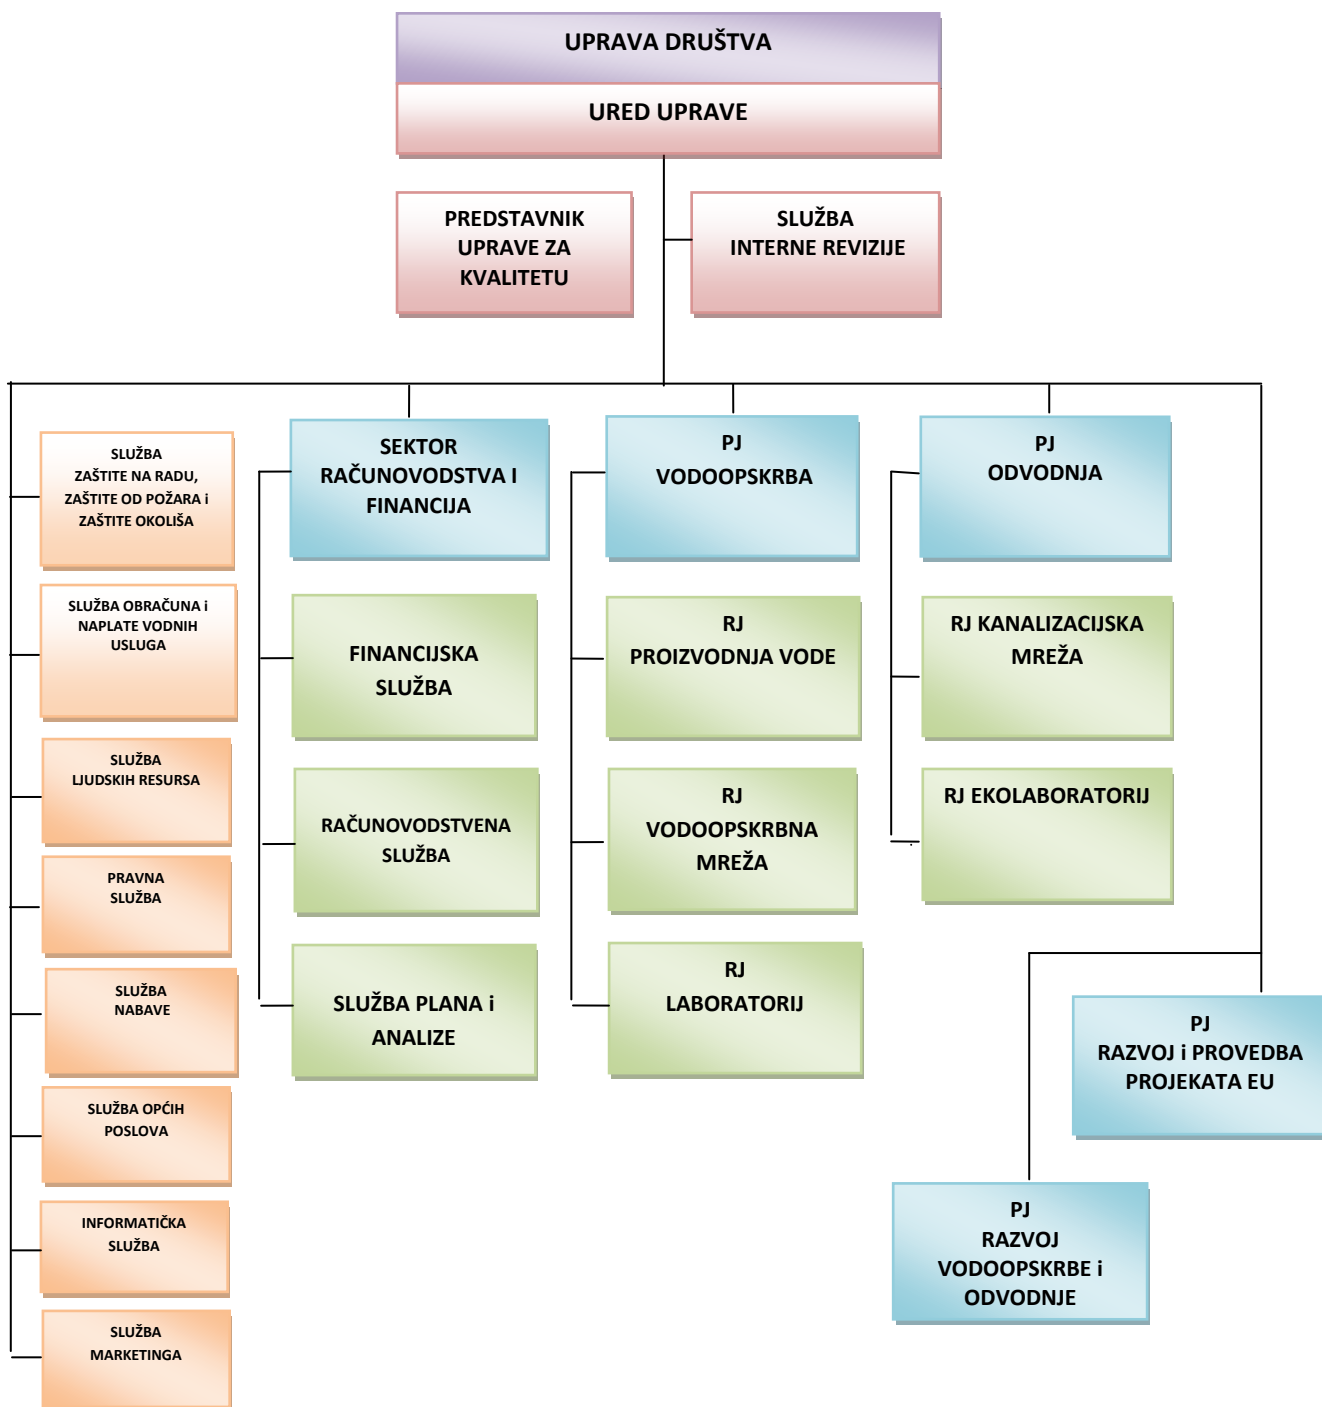 UPRAVA DRUŠTVA
URED UPRAVE
PREDSTAVNIK
UPRAVE ZA
KVALITETU
SLUŽBA
INTERNE REVIZIJE
SLUŽBA
ZAŠTITE NA RADU,
ZAŠTITE OD POŽARA i
ZAŠTITE OKOLIŠA
SLUŽBA OBRAČUNA i
NAPLATE VODNIH
USLUGA
SLUŽBA
LJUDSKIH RESURSA
PRAVNA
SLUŽBA
SLUŽBA
NABAVE
SLUŽBA OPĆIH
POSLOVA
INFORMATIČKA
SLUŽBA
SLUŽBA
MARKETINGA
SEKTOR
RAČUNOVODSTVA I
FINANCIJA
FINANCIJSKA
SLUŽBA
RAČUNOVODSTVENA
SLUŽBA
SLUŽBA PLANA i
ANALIZE
PJ
VODOOPSKRBA
RJ
PROIZVODNJA VODE
RJ
VODOOPSKRBNA
MREŽA
RJ
LABORATORIJ
PJ
ODVODNJA
RJ KANALIZACIJSKA
MREŽA
RJ EKOLABORATORIJ
PJ
RAZVOJ i PROVEDBA
PROJEKATA EU
PJ
RAZVOJ
VODOOPSKRBE i
ODVODNJE